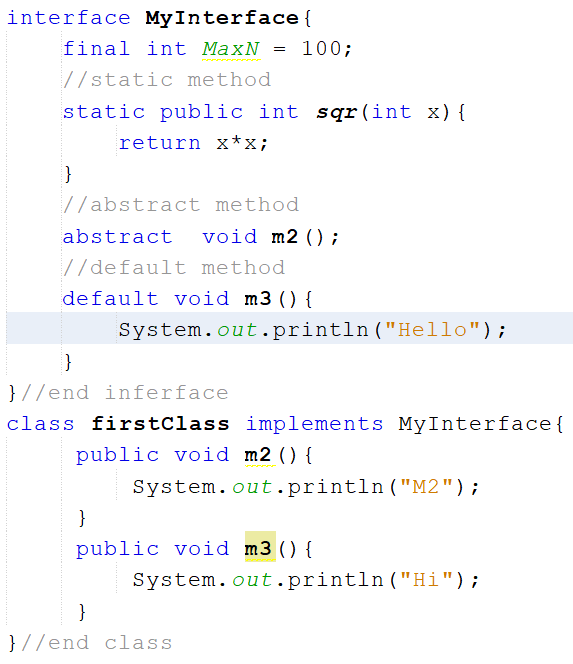 interface MyInterface{
final int MaxN = 100;
//static method
static public int sqr(int x){
return x*x;
}
//abstract method
abstract  void m2();
//default method
default void m3(){
System.out.println("Hello");
}
}//end inferface
class firstClass implements MyInterface{
public void m2(){
System.out.println("M2");
}
public void m3(){
System.out.println("Hi");
}
}//end class